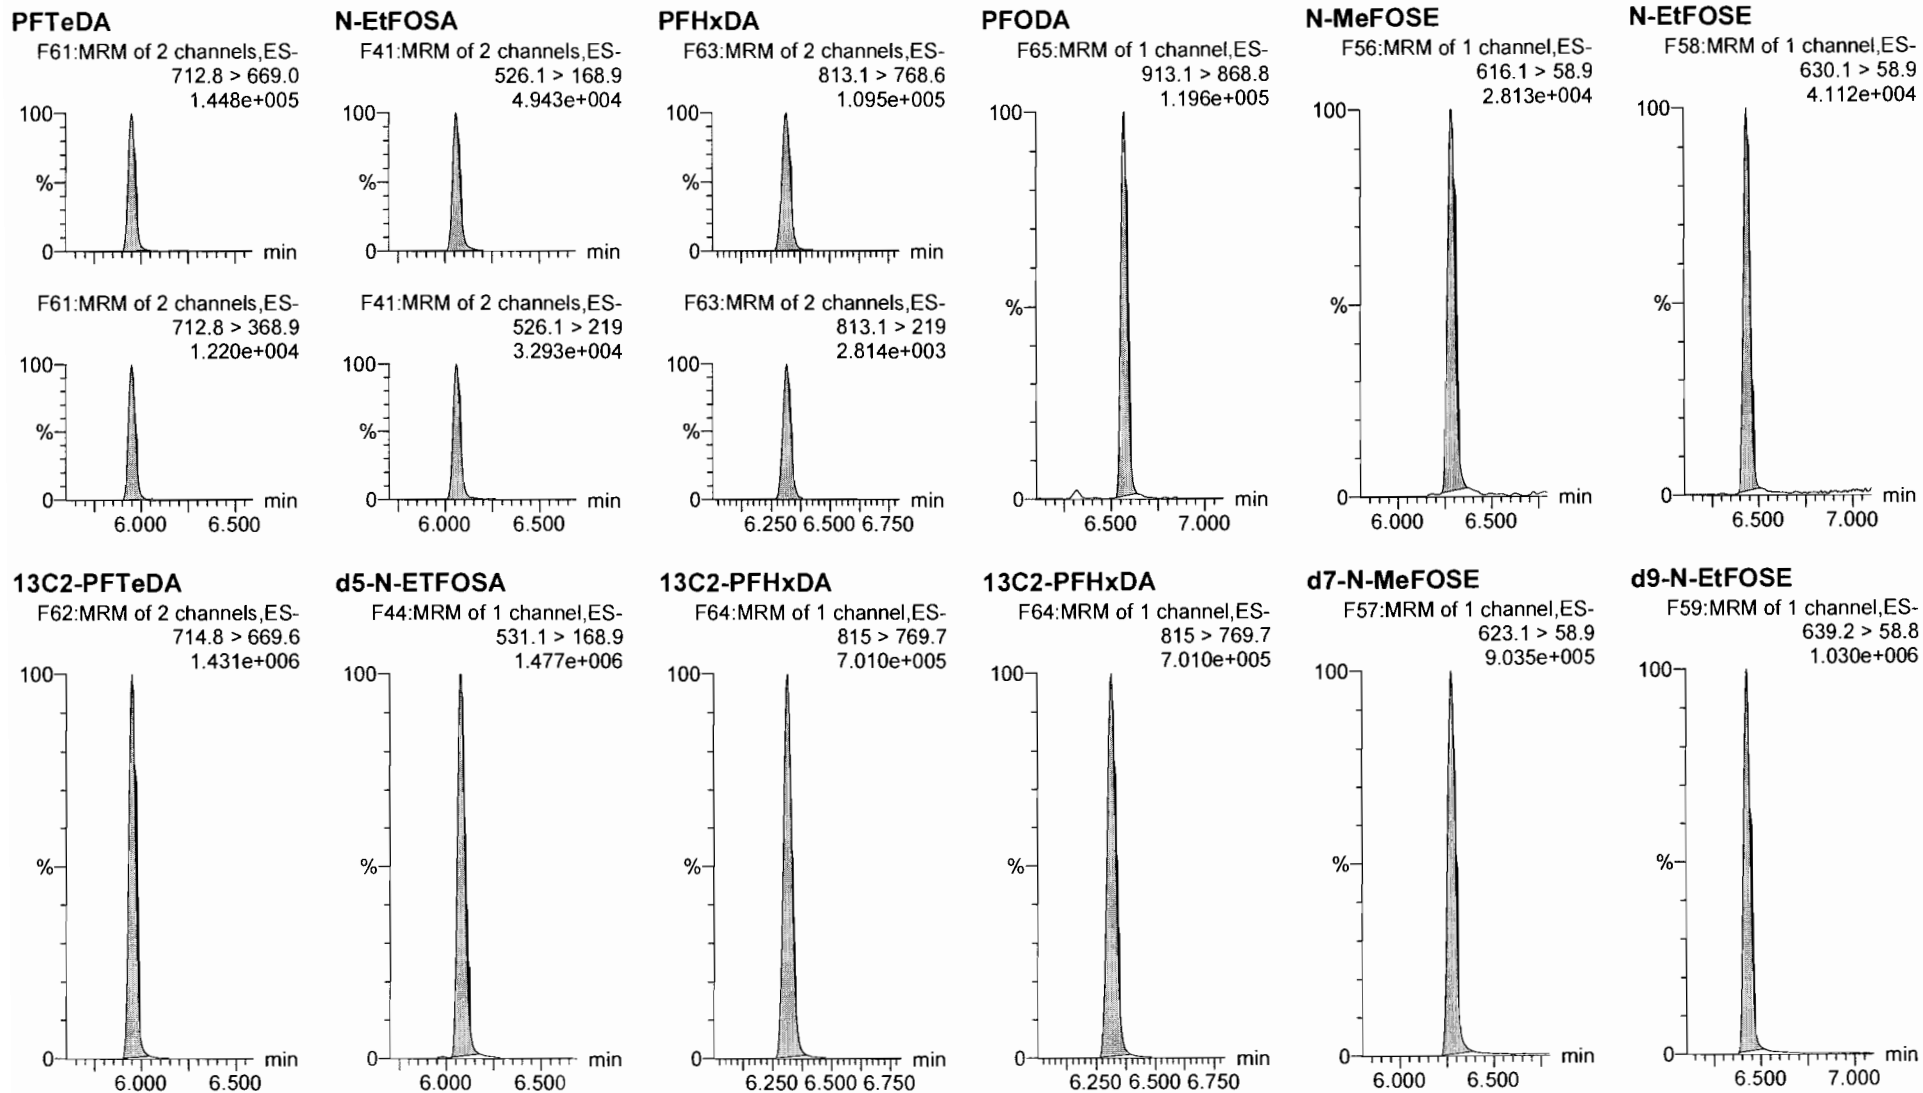 PFTeDA
F61:MRM of 2 channels,ES-
712.8 > 669.0
1.448e+005
100
%
0
min
F61:MRM of 2 channels,ES-
712.8 > 368.9
1.220e+004
100
%
0
min
6.000 6.500
N-EtFOSA
F41:MRM of 2 channels,ES-
526.1 > 168.9
4.943e+004
100
%
0
min
F41:MRM of 2 channels,ES-
526.1 > 219
3.293e+004
100
%
0
min
6.000 6.500
PFHxDA
F63:MRM of 2 channels,ES-
813.1 > 768.6
1.095e+005
100
%
0
min
F63:MRM of 2 channels,ES-
813.1 > 219
2.814e+003
100
%
0
min
6.250 6.500 6.750
PFODA
F65:MRM of 1 channel,ES-
913.1 > 868.8
1.196e+005
100
%
0
min
6.500 7.000
N-MeFOSE
F56:MRM of 1 channel,ES-
616.1 > 58.9
2.813e+004
100
%
0
min
6.000 6.500
N-EtFOSE
F58:MRM of 1 channel,ES-
630.1 > 58.9
4.112e+004
100
%
0
min
6.500 7.000
13C2-PFTeDA
F62:MRM of 2 channels,ES-
714.8 > 669.6
1.431e+006
100
%
0
min
6.000 6.500
d5-N-ETFOSA
F44:MRM of 1 channel,ES-
531.1 > 168.9
1.477e+006
100
%
0
min
6.000 6.500
13C2-PFHxDA
F64:MRM of 1 channel,ES-
815 > 769.7
7.010e+005
100
%
0
min
6.250 6.500 6.750
13C2-PFHxDA
F64:MRM of 1 channel,ES-
815 > 769.7
7.010e+005
100
%
0
min
6.250 6.500 6.750
d7-N-MeFOSE
F57:MRM of 1 channel,ES-
623.1 > 58.9
9.035e+005
100
%
0
min
6.000 6.500
d9-N-EtFOSE
F59:MRM of 1 channel,ES-
639.2 > 58.8
1.030e+006
100
%
0
min
6.500 7.000